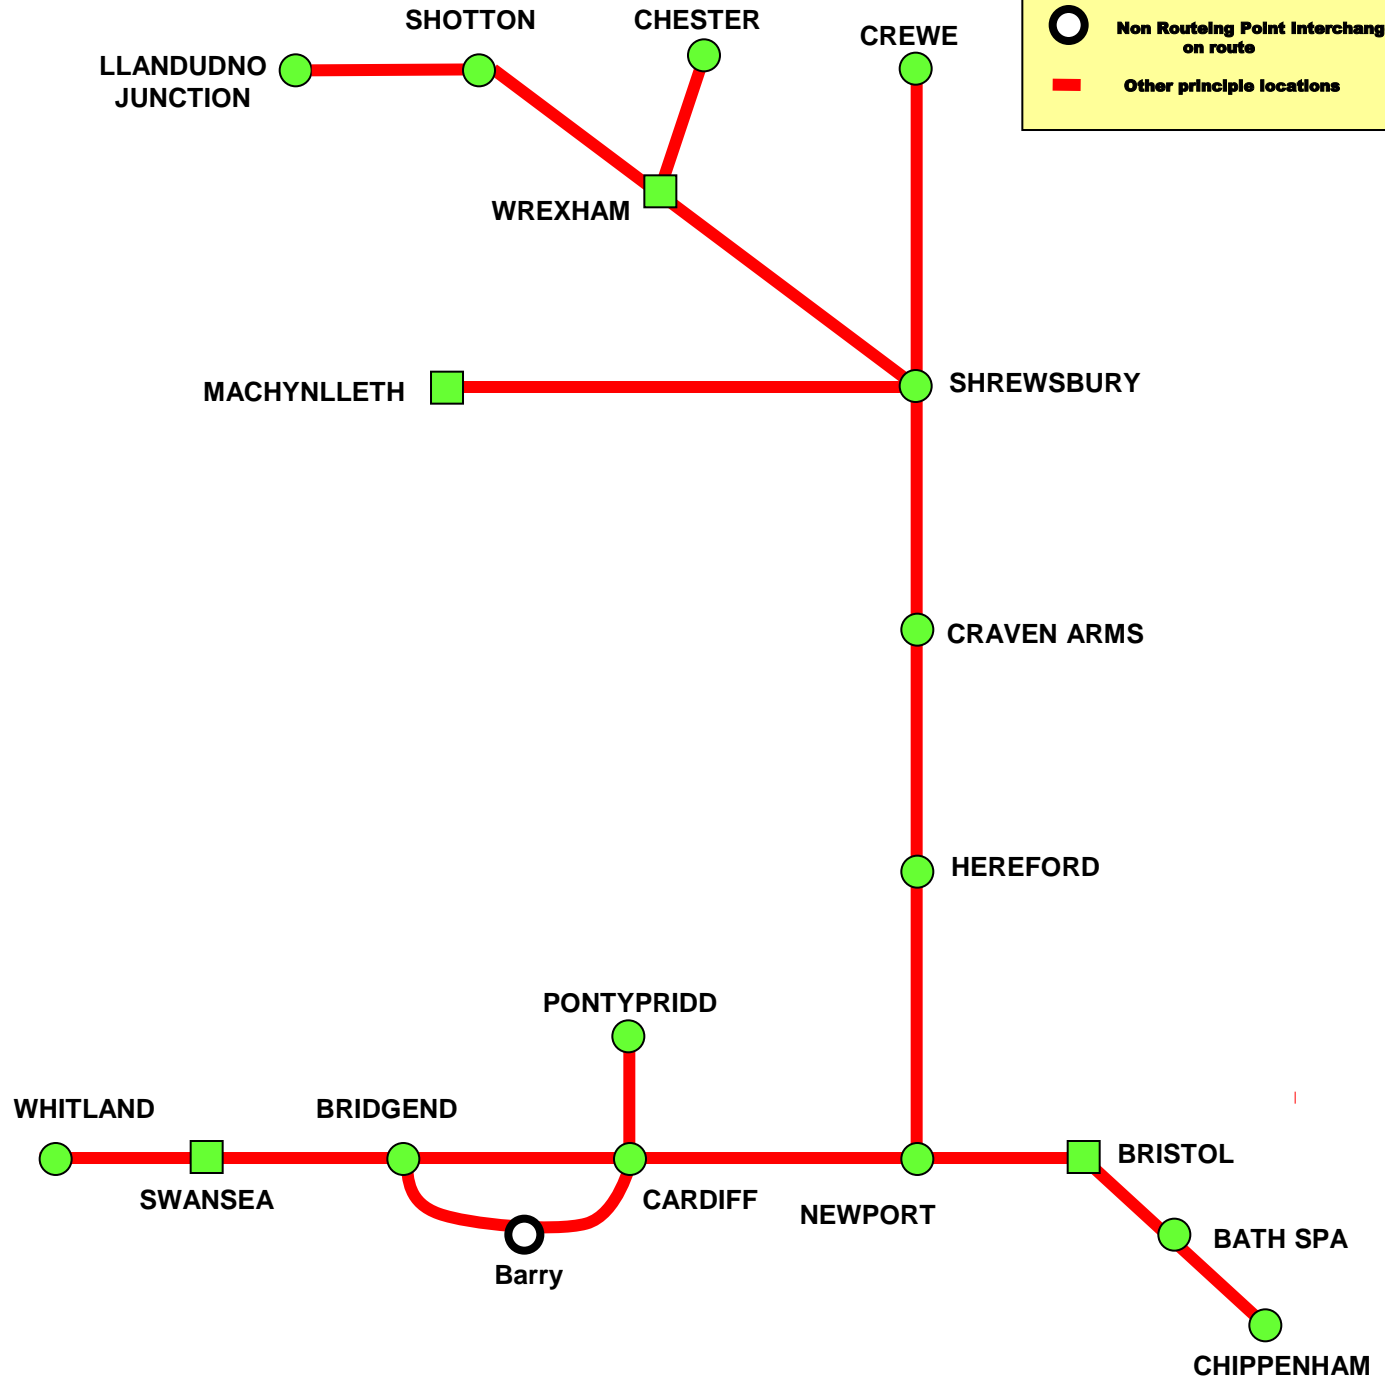 SHOTTON
CHESTER
CREWE
Non Routeing Point Interchang
on route
LLANDUDNO
JUNCTION
Other principle locations
WREXHAM
MACHYNLLETH
SHREWSBURY
CRAVEN ARMS
HEREFORD
PONTYPRIDD
WHITLAND
BRIDGEND
BRISTOL
SWANSEA
CARDIFF
NEWPORT
BATH SPA
Barry
CHIPPENHAM